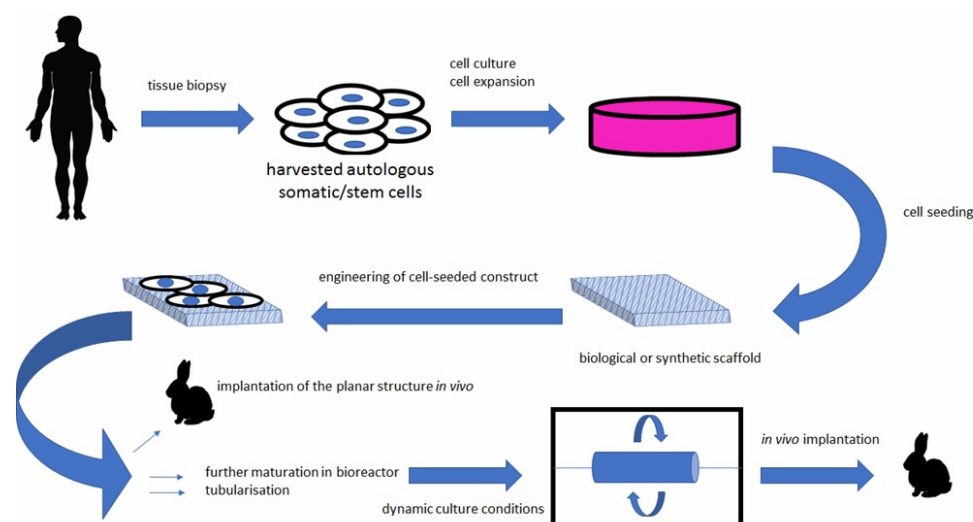 tissue biopsy
cell culture
cell expansion
harvested autologous
somatic/stem cells
cell seeding
engineering of cell-seeded construct
biological or synthetic scaffold
implantation of the planar structure in vivo
in vivo implantation
further maturation in bioreactor
tubularisation
dynamic culture conditions